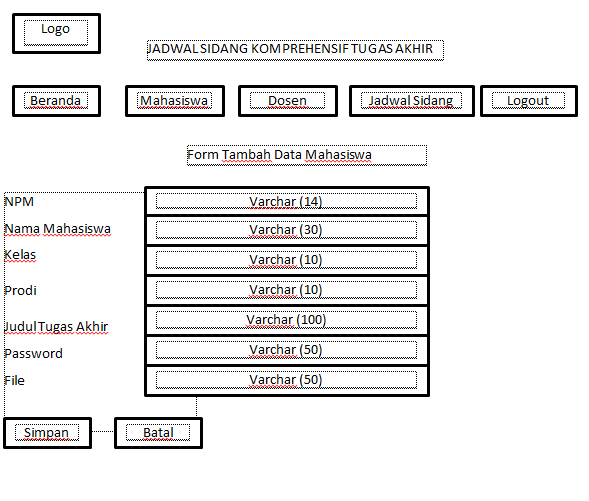 Logo
JADWAL SIDANG KOMPREHENSIF TUGAS AKHIR
Beranda Mahasiswa Dosen Jadwal Sidang Logout
Form Tambah Data Mahasiswa
NPM Varchar (14)
Nama Mahasiswa Varchar (30)
Kelas Varchar (10)
Prodi Varchar (10)
Judul Tugas Akhir Varchar (100)
Password Varchar (50)
File Varchar (50)
Simpan Batal